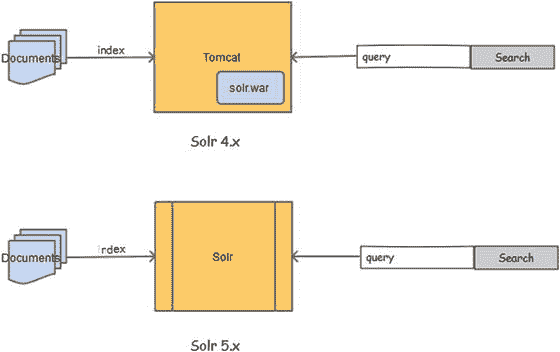 Documents
index
Tomcat
solr.war
query
Search
Solr 4.x
Documents
index
Solr
query
Search
Solr 5.x